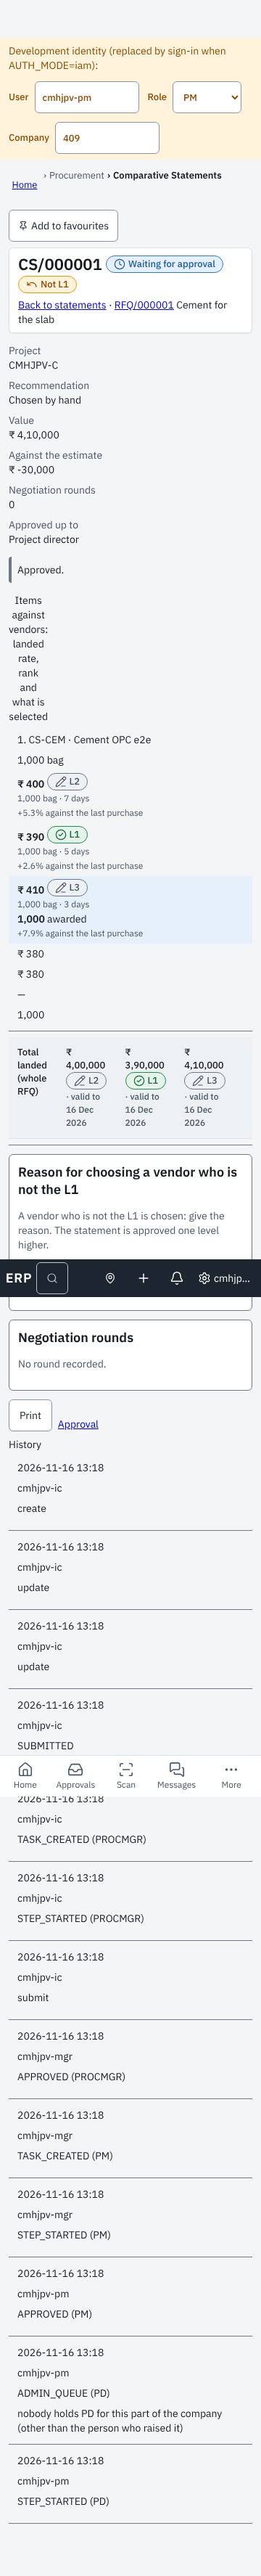 Development identity (replaced by sign-in when
AUTH_MODE=iam):
User cmhjpv-pm Role PM
Company 409
Home › Procurement › Comparative Statements
Add to favourites
CS/000001 Waiting for approval
Not L1
Back to statements · RFQ/000001 Cement for
the slab
Project
CMHJPV-C
Recommendation
Chosen by hand
Value
₹ 4,10,000
Against the estimate
₹ -30,000
Negotiation rounds
0
Approved up to
Project director
Approved.
Items
against
vendors:
landed
rate,
rank
and
what is
selected
1. CS-CEM · Cement OPC e2e
1,000 bag
₹ 400 L2
1,000 bag · 7 days
+5.3% against the last purchase
₹ 390 L1
1,000 bag · 5 days
+2.6% against the last purchase
₹ 410 L3
1,000 bag · 3 days
1,000 awarded
+7.9% against the last purchase
₹ 380
₹ 380
—
1,000
Total
landed
(whole
RFQ)
₹
4,00,000
L2
· valid to
16 Dec
2026
₹
3,90,000
L1
· valid to
16 Dec
2026
₹
4,10,000
L3
· valid to
16 Dec
2026
Reason for choosing a vendor who is
not the L1
A vendor who is not the L1 is chosen: give the
reason. The statement is approved one level
higher.
ERP cmhjp...
Negotiation rounds
No round recorded.
Print Approval
History
2026-11-16 13:18
cmhjpv-ic
create
2026-11-16 13:18
cmhjpv-ic
update
2026-11-16 13:18
cmhjpv-ic
update
2026-11-16 13:18
cmhjpv-ic
SUBMITTED
Home Approvals Scan Messages More
2026-11-16 13:18
cmhjpv-ic
TASK_CREATED (PROCMGR)
2026-11-16 13:18
cmhjpv-ic
STEP_STARTED (PROCMGR)
2026-11-16 13:18
cmhjpv-ic
submit
2026-11-16 13:18
cmhjpv-mgr
APPROVED (PROCMGR)
2026-11-16 13:18
cmhjpv-mgr
TASK_CREATED (PM)
2026-11-16 13:18
cmhjpv-mgr
STEP_STARTED (PM)
2026-11-16 13:18
cmhjpv-pm
APPROVED (PM)
2026-11-16 13:18
cmhjpv-pm
ADMIN_QUEUE (PD)
nobody holds PD for this part of the company
(other than the person who raised it)
2026-11-16 13:18
cmhjpv-pm
STEP_STARTED (PD)